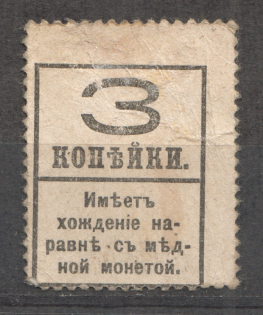 3
КОПѢЙКИ.
Имѣетъ
хожденіе на-
равнѣ съ мѣд-
ной монетой.